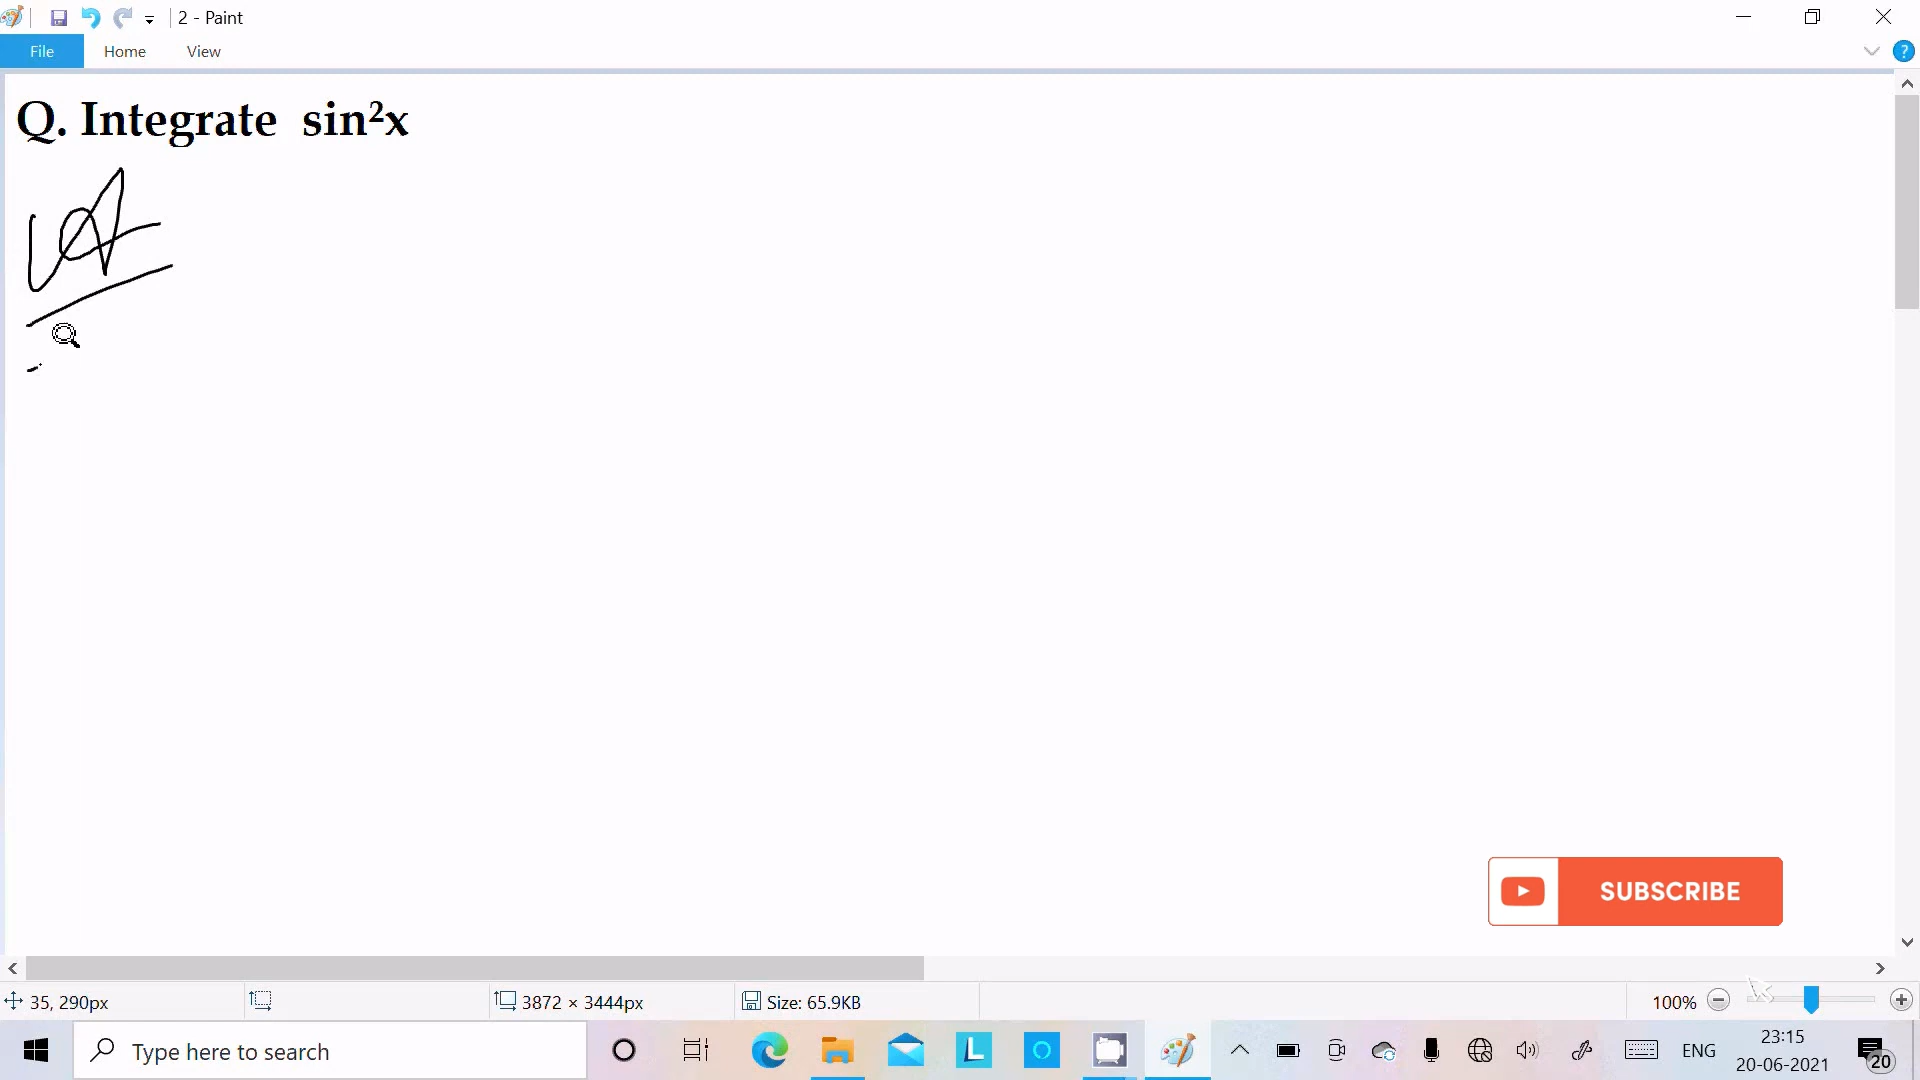 2 - Paint
File Home View
Q. Integrate sin²x
Let
SUBSCRIBE
35, 290px 3872 × 3444px Size: 65.9KB 100%
Type here to search L ENG 23:15
20-06-2021 20